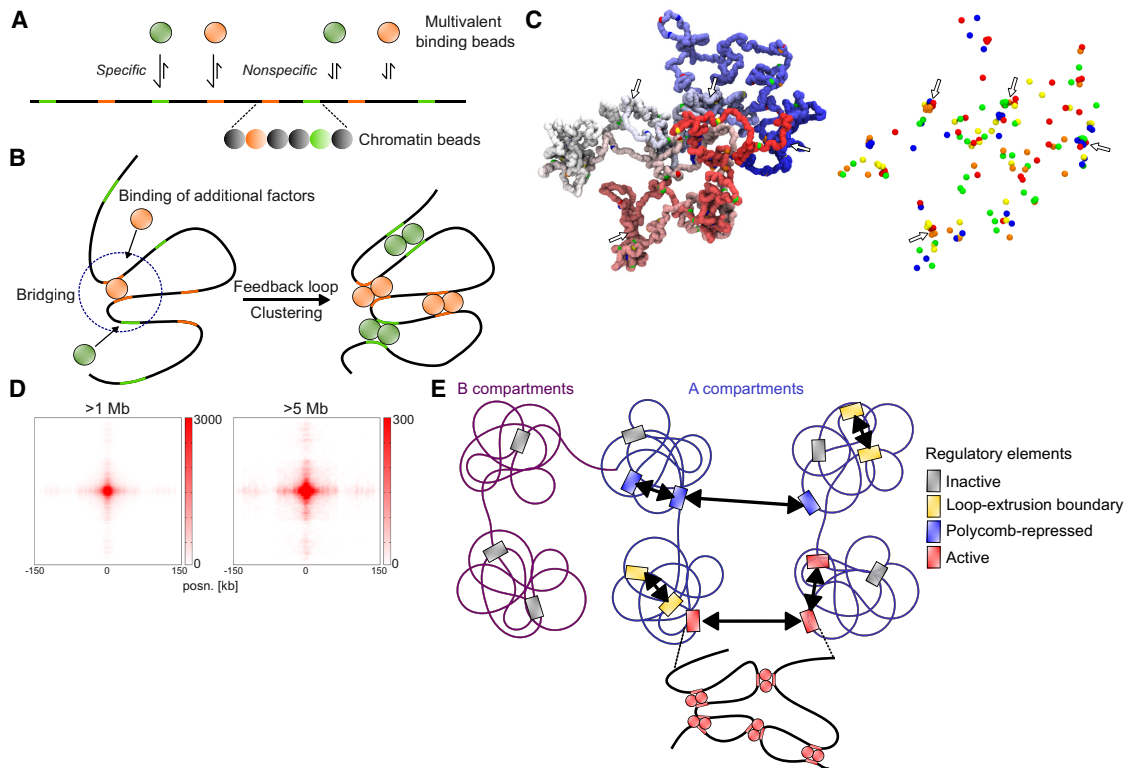 A
Multivalent
binding beads
Specific
Nonspecific
Chromatin beads
B
Binding of additional factors
Bridging
Feedback loop
Clustering
C
D
>1 Mb
3000
0
-150
0
150
>5 Mb
300
0
-150
0
150
posn. [kb]
E
B compartments
A compartments
Regulatory elements
Inactive
Loop-extrusion boundary
Polycomb-repressed
Active